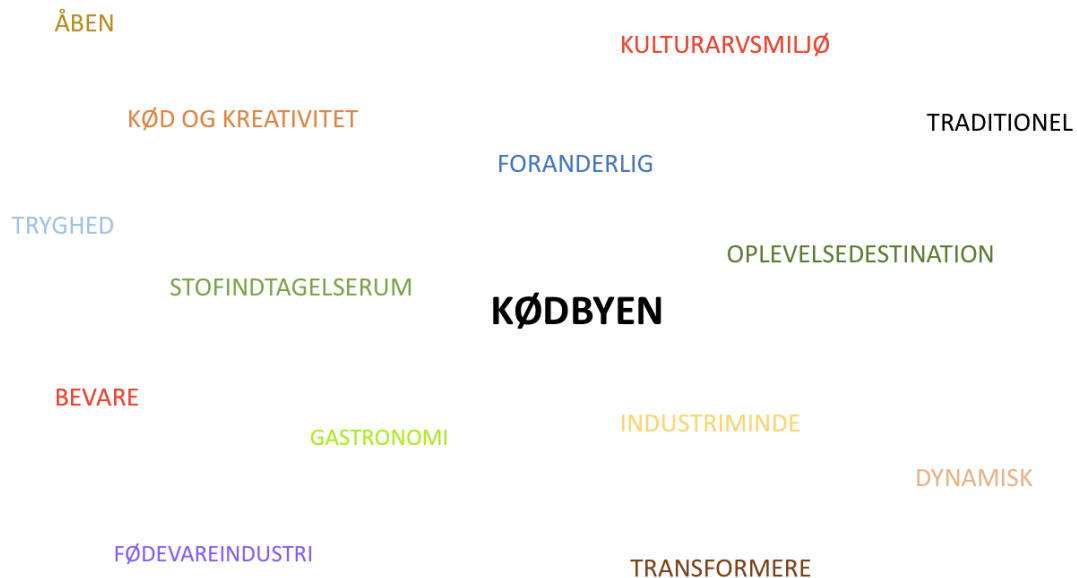 ÅBEN
KULTURARVSMILJØ
KØD OG KREATIVITET
TRADITIONEL
FORANDERLIG
TRYGHED
OPLEVELSEDESTINATION
STOFINDTAGELSERUM
KØDBYEN
BEVARE
INDUSTRIMINDE
GASTRONOMI
DYNAMISK
FØDEVAREINDUSTRI
TRANSFORMERE